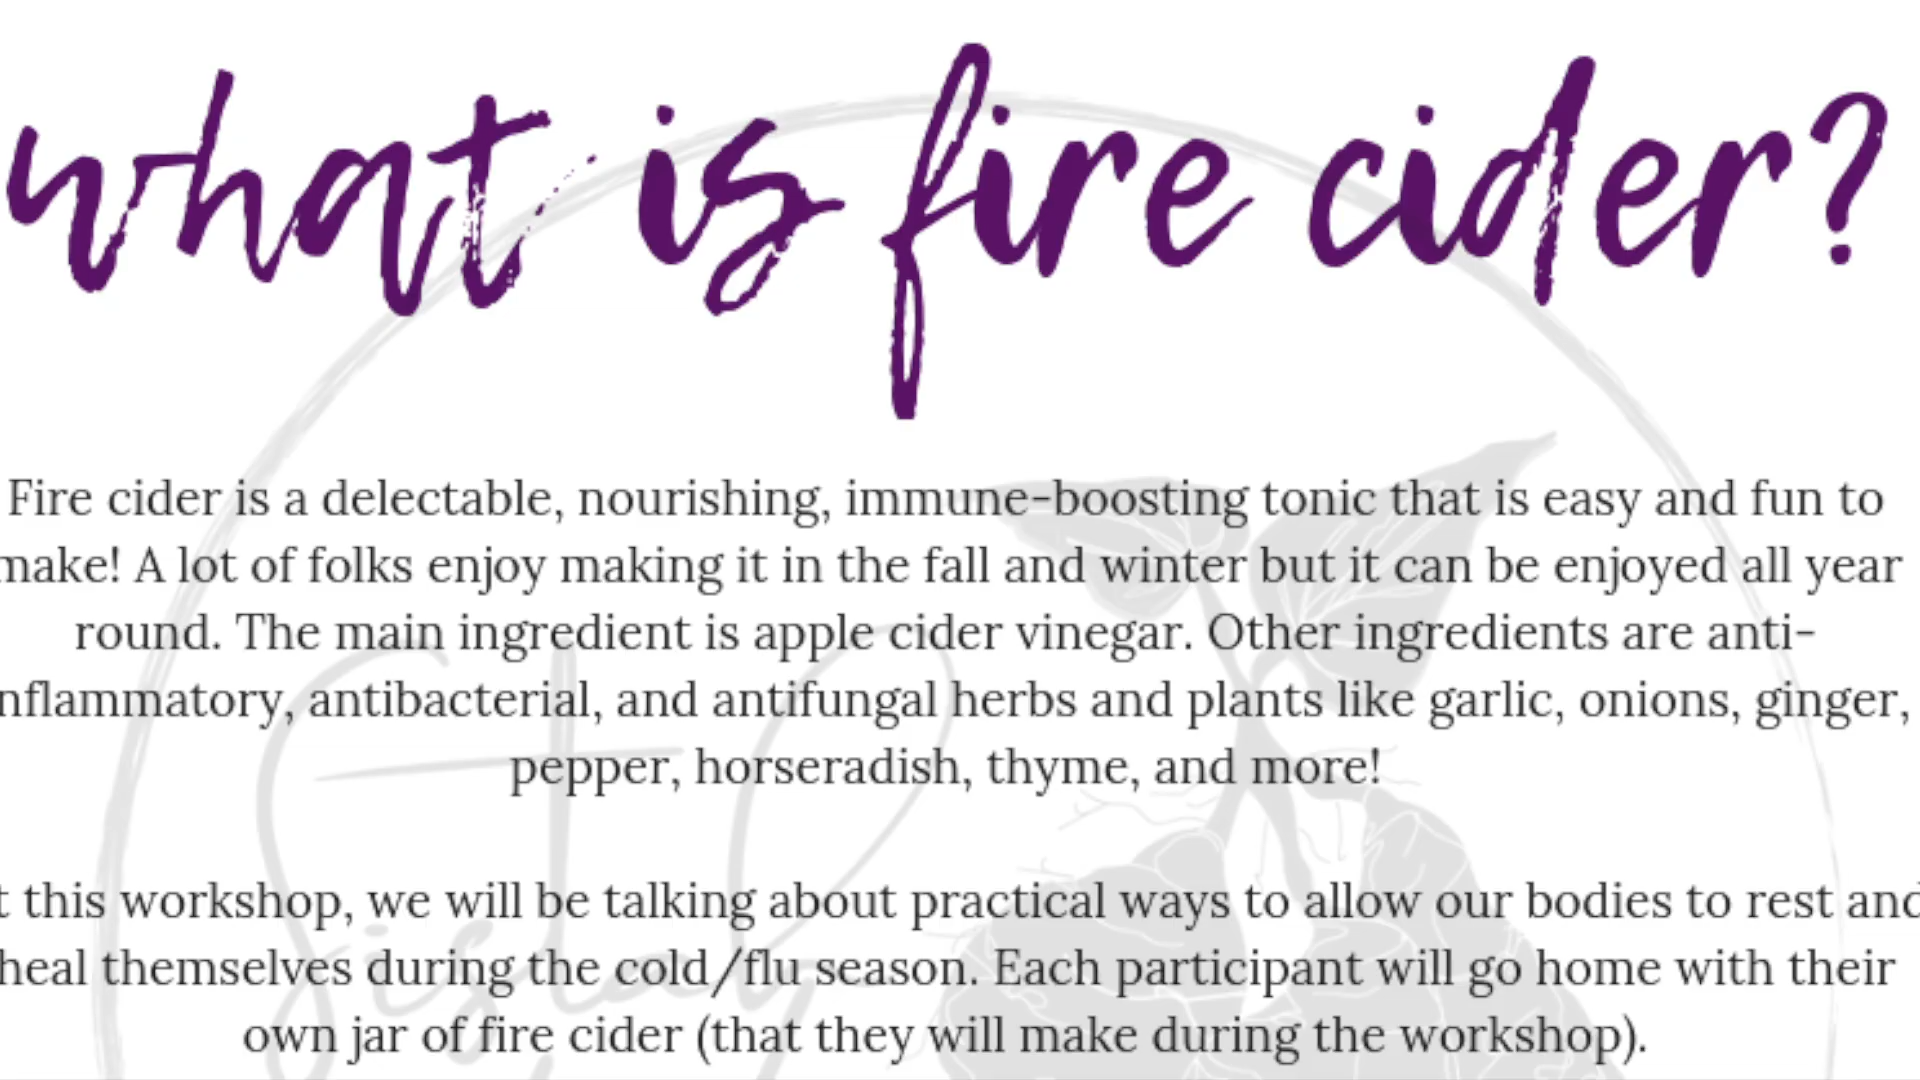 what is fire cider?
Fire cider is a delectable, nourishing, immune-boosting tonic that is easy and fun to
make! A lot of folks enjoy making it in the fall and winter but it can be enjoyed all year
round. The main ingredient is apple cider vinegar. Other ingredients are anti-
nflammatory, antibacterial, and antifungal herbs and plants like garlic, onions, ginger,
pepper, horseradish, thyme, and more!
t this workshop, we will be talking about practical ways to allow our bodies to rest and
heal themselves during the cold/flu season. Each participant will go home with their
own jar of fire cider (that they will make during the workshop).